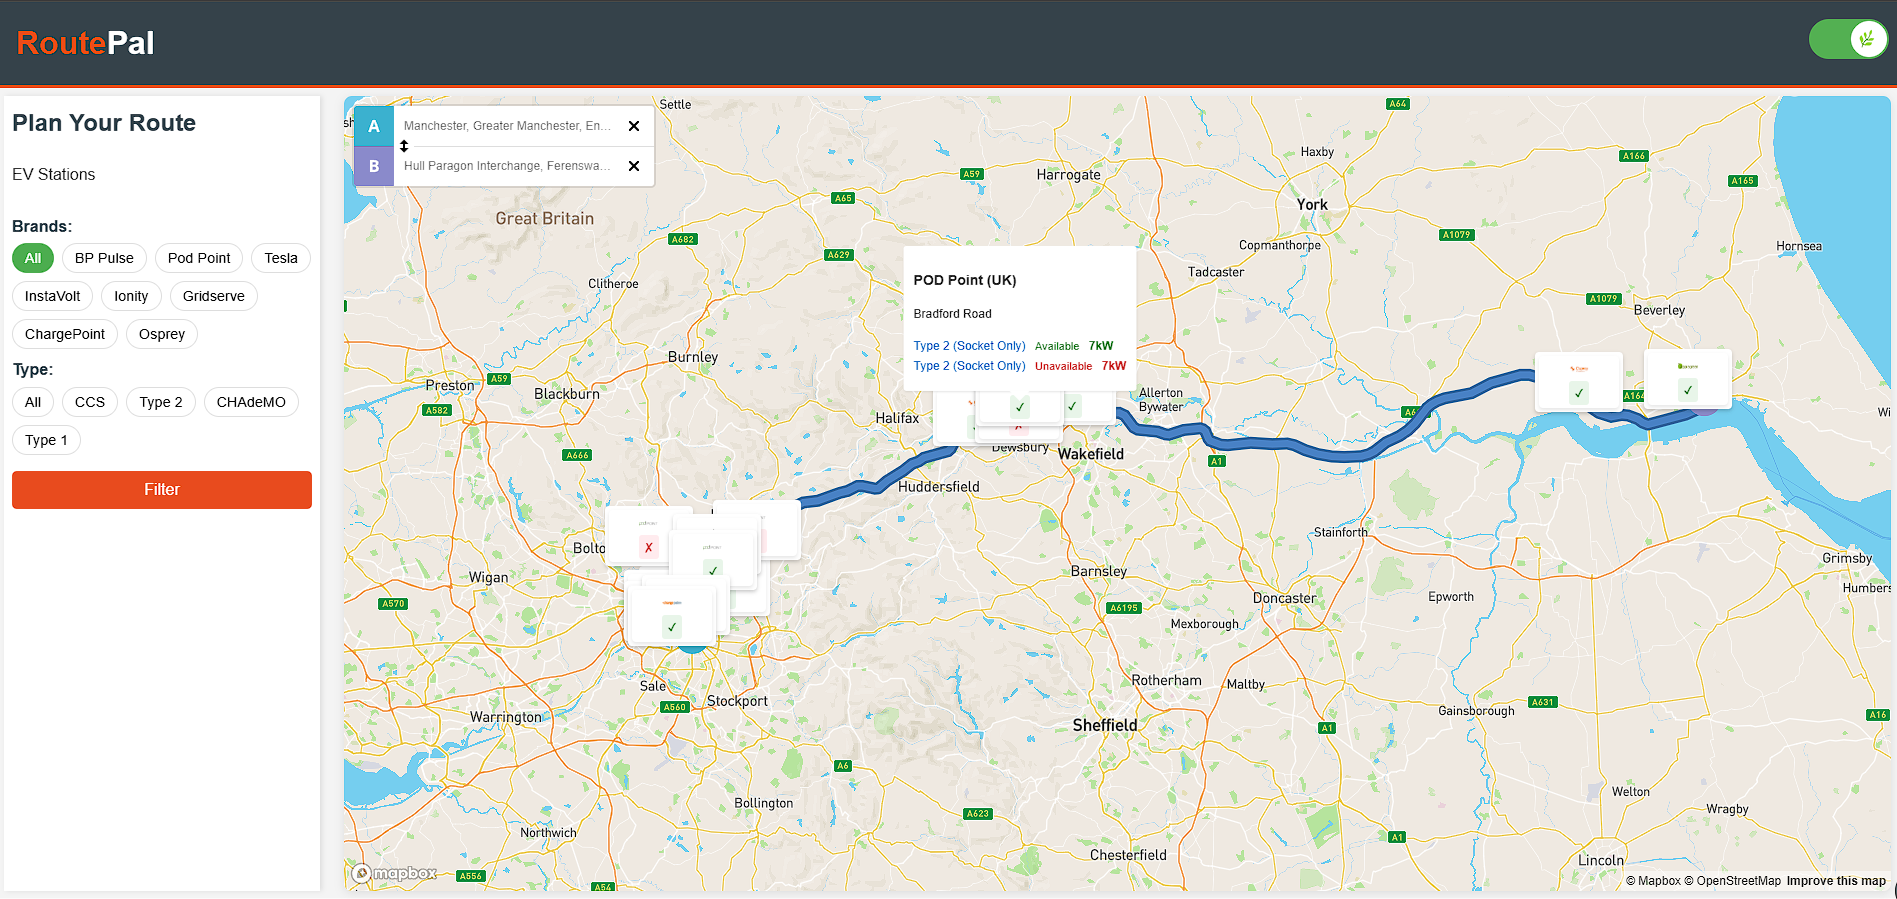 RoutePal
Plan Your Route
EV Stations
Brands:
All BP Pulse Pod Point Tesla
InstaVolt Ionity Gridserve
ChargePoint Osprey
Type:
All CCS Type 2 CHAdeMO
Type 1
Filter
A Manchester, Greater Manchester, En...
B Hull Paragon Interchange, Ferenswa...
Settle
A64
Haxby
A166
A59
Harrogate
A165
A65
York
Great Britain
A682
A1079
Copmanthorpe
Hornsea
A629
Tadcaster
Clitheroe
POD Point (UK)
Bradford Road
Type 2 (Socket Only) Available 7kW
Type 2 (Socket Only) Unavailable 7kW
A1079
Beverley
Burnley
Preston
A59
Blackburn
Allerton
Bywater
A164
A582
Halifax
Dewsbury
Wakefield
A666
A1
Huddersfield
Stainforth
Bolto
Grimsby
Wigan
Barnsley
Humbers
A570
A6195
Doncaster
Epworth
Mexborough
Sale
Stockport
Rotherham
Maltby
A560
Warrington
Sheffield
Gainsborough
A631
A16
A1
A6
Bollington
A623
Welton
Wragby
Northwich
A1
Chesterfield
Lincoln
mapbox
A556
A54
© Mapbox © OpenStreetMap Improve this map